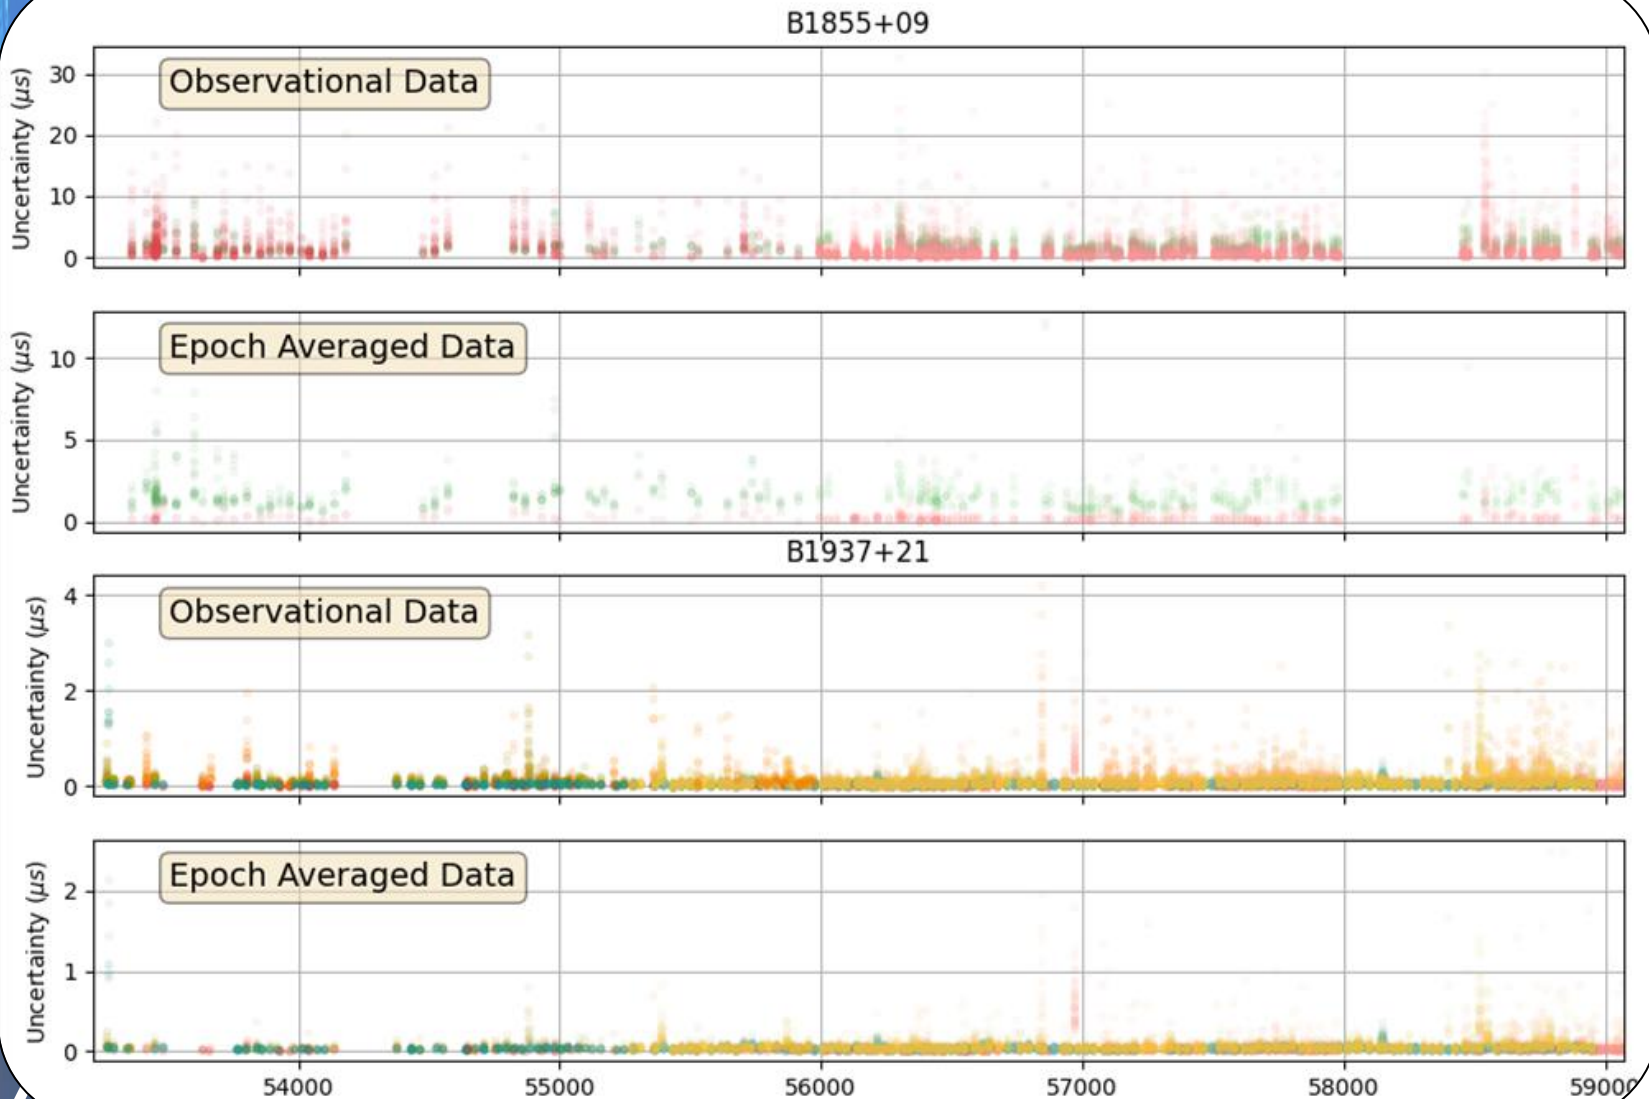 B1855+09
Observational Data
Uncertainty (μs)
30
20
10
0
Epoch Averaged Data
Uncertainty (μs)
10
5
0
B1937+21
Observational Data
Uncertainty (μs)
4
2
0
Epoch Averaged Data
Uncertainty (μs)
2
1
0
54000 55000 56000 57000 58000 59000